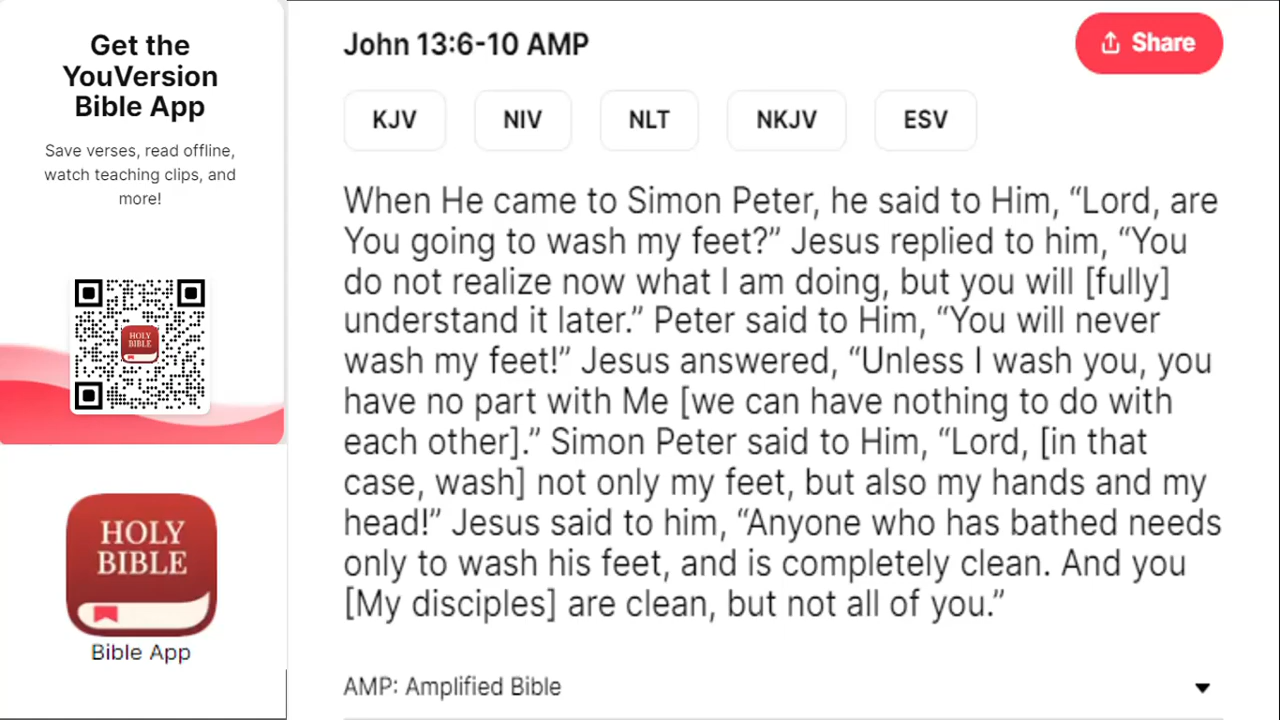 Get the
YouVersion
Bible App
Save verses, read offline,
watch teaching clips, and
more!
HOLY
BIBLE
HOLY
BIBLE
Bible App
John 13:6-10 AMP
Share
KJV
NIV
NLT
NKJV
ESV
When He came to Simon Peter, he said to Him, “Lord, are
You going to wash my feet?” Jesus replied to him, “You
do not realize now what I am doing, but you will [fully]
understand it later.” Peter said to Him, “You will never
wash my feet!” Jesus answered, “Unless I wash you, you
have no part with Me [we can have nothing to do with
each other].” Simon Peter said to Him, “Lord, [in that
case, wash] not only my feet, but also my hands and my
head!” Jesus said to him, “Anyone who has bathed needs
only to wash his feet, and is completely clean. And you
[My disciples] are clean, but not all of you.”
AMP: Amplified Bible